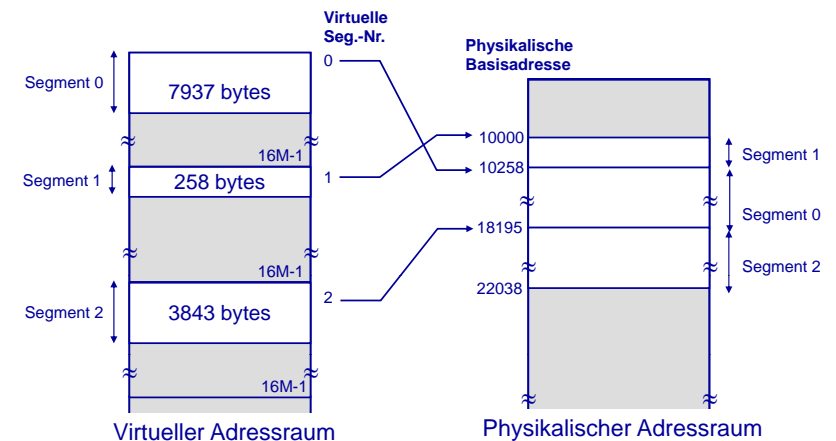 Virtuelle
Seg.-Nr.
0
Segment 0
7937 bytes
16M-1
Segment 1
258 bytes
1
16M-1
Segment 2
3843 bytes
2
16M-1
Virtueller Adressraum
Physikalische
Basisadresse
10000
Segment 1
10258
Segment 0
18195
Segment 2
22038
Physikalischer Adressraum